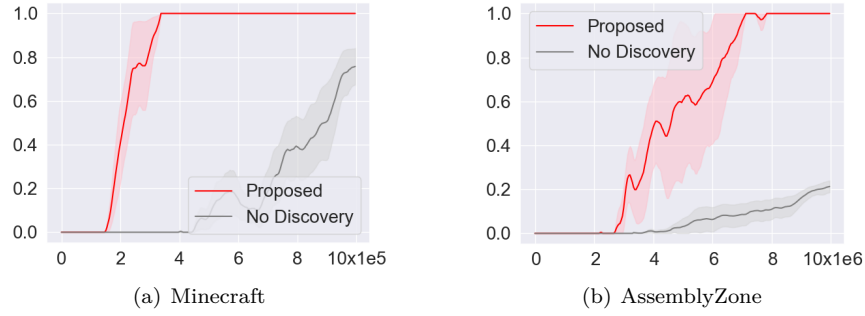 1.0
0.8
0.6
0.4
0.2
0.0
0 2 4 6 8 10x1e5
Proposed
No Discovery
(a) Minecraft
1.0
0.8
0.6
0.4
0.2
0.0
0 2 4 6 8 10x1e6
Proposed
No Discovery
(b) AssemblyZone